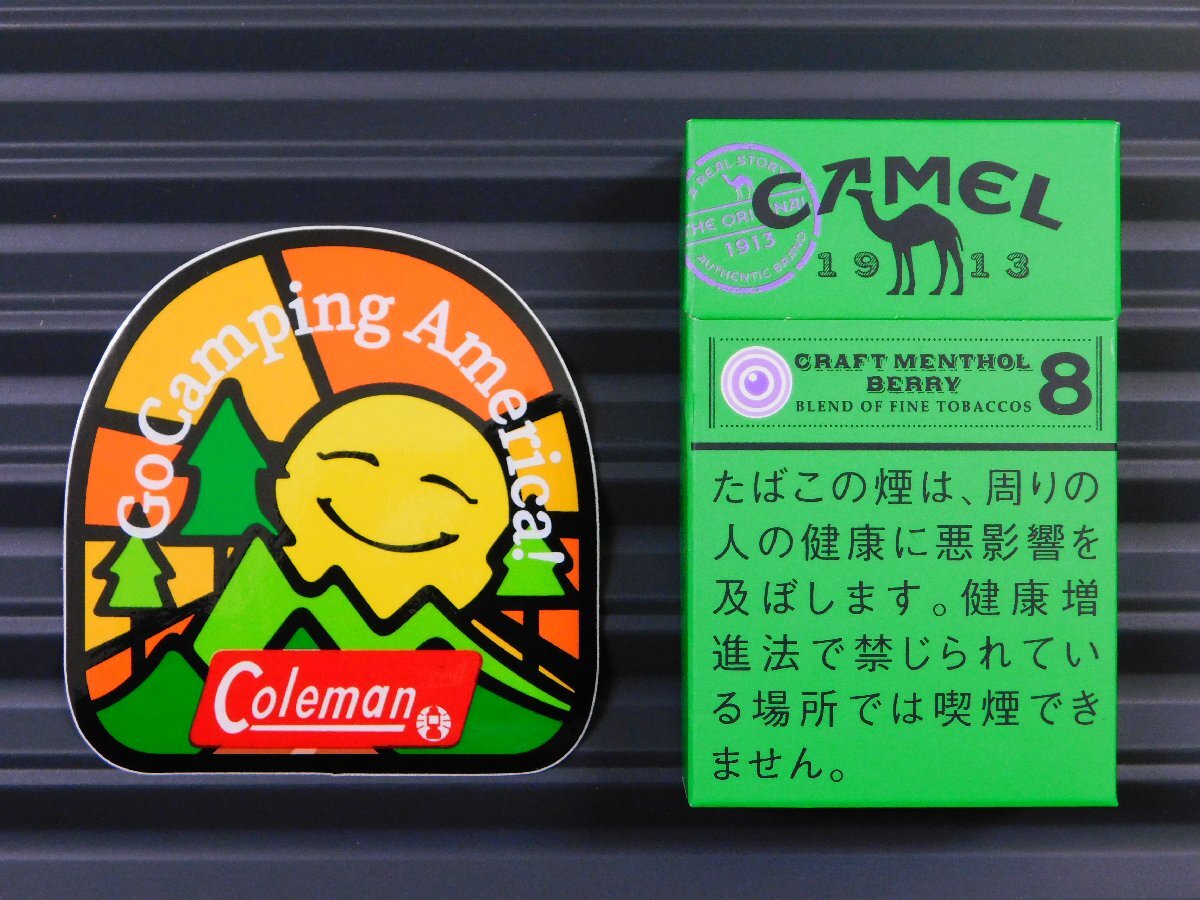 Go Camping America!
Coleman
A REAL STORY
THE ORIGINAL
1913
AUTHENTIC BRAND
CAMEL
1913
CRAFT MENTHOL
BERRY
BLEND OF FINE TOBACCOS
8
たばこの煙は、周りの
人の健康に悪影響を
及ぼします。健康増
進法で禁じられてい
る場所では喫煙でき
ません。